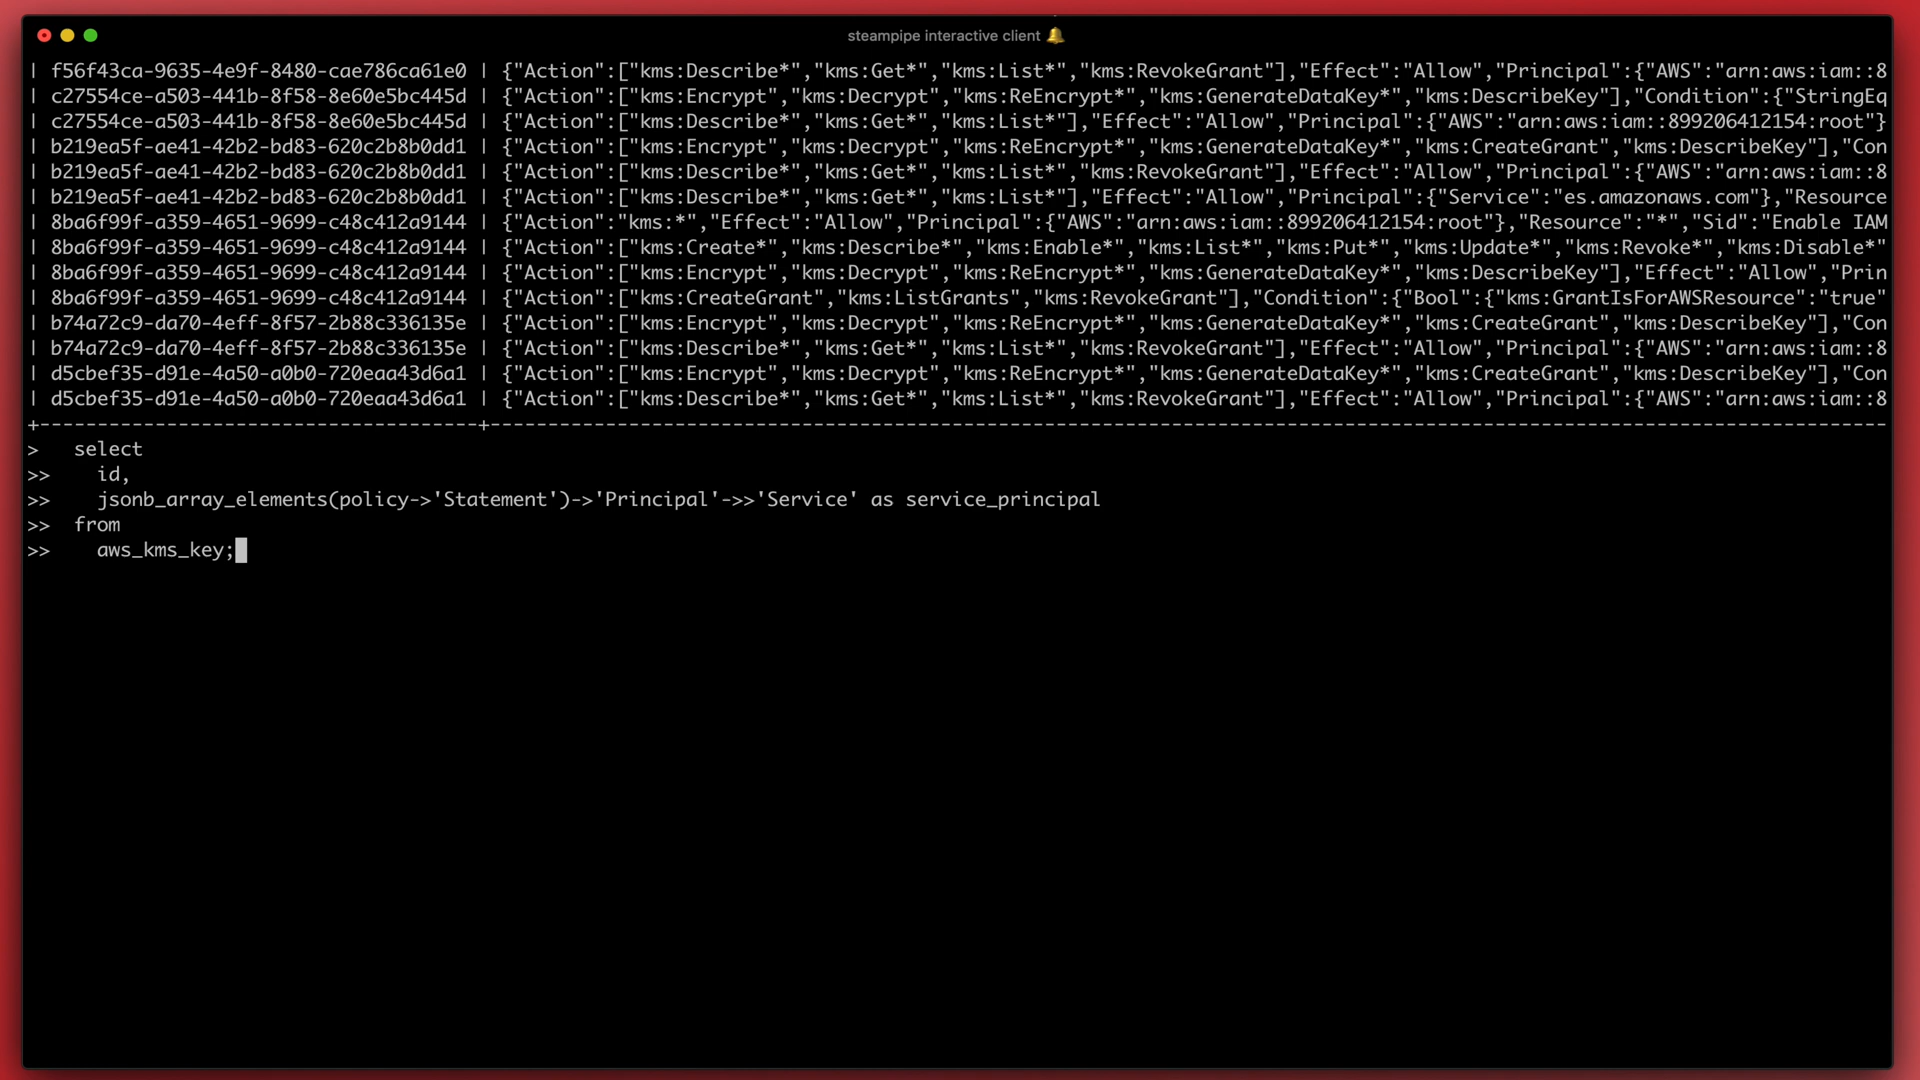 steampipe interactive client 🔔
| f56f43ca-9635-4e9f-8480-cae786ca61e0 | {"Action":["kms:Describe*","kms:Get*","kms:List*","kms:RevokeGrant"],"Effect":"Allow","Principal":{"AWS":"arn:aws:iam::8
| c27554ce-a503-441b-8f58-8e60e5bc445d | {"Action":["kms:Encrypt","kms:Decrypt","kms:ReEncrypt*","kms:GenerateDataKey*","kms:DescribeKey"],"Condition":{"StringEq
| c27554ce-a503-441b-8f58-8e60e5bc445d | {"Action":["kms:Describe*","kms:Get*","kms:List*"],"Effect":"Allow","Principal":{"AWS":"arn:aws:iam::899206412154:root"}
| b219ea5f-ae41-42b2-bd83-620c2b8b0dd1 | {"Action":["kms:Encrypt","kms:Decrypt","kms:ReEncrypt*","kms:GenerateDataKey*","kms:CreateGrant","kms:DescribeKey"],"Con
| b219ea5f-ae41-42b2-bd83-620c2b8b0dd1 | {"Action":["kms:Describe*","kms:Get*","kms:List*","kms:RevokeGrant"],"Effect":"Allow","Principal":{"AWS":"arn:aws:iam::8
| b219ea5f-ae41-42b2-bd83-620c2b8b0dd1 | {"Action":["kms:Describe*","kms:Get*","kms:List*"],"Effect":"Allow","Principal":{"Service":"es.amazonaws.com"},"Resource
| 8ba6f99f-a359-4651-9699-c48c412a9144 | {"Action":"kms:*","Effect":"Allow","Principal":{"AWS":"arn:aws:iam::899206412154:root"},"Resource":"*","Sid":"Enable IAM
| 8ba6f99f-a359-4651-9699-c48c412a9144 | {"Action":["kms:Create*","kms:Describe*","kms:Enable*","kms:List*","kms:Put*","kms:Update*","kms:Revoke*","kms:Disable*"
| 8ba6f99f-a359-4651-9699-c48c412a9144 | {"Action":["kms:Encrypt","kms:Decrypt","kms:ReEncrypt*","kms:GenerateDataKey*","kms:DescribeKey"],"Effect":"Allow","Prin
| 8ba6f99f-a359-4651-9699-c48c412a9144 | {"Action":["kms:CreateGrant","kms:ListGrants","kms:RevokeGrant"],"Condition":{"Bool":{"kms:GrantIsForAWSResource":"true"
| b74a72c9-da70-4eff-8f57-2b88c336135e | {"Action":["kms:Encrypt","kms:Decrypt","kms:ReEncrypt*","kms:GenerateDataKey*","kms:CreateGrant","kms:DescribeKey"],"Con
| b74a72c9-da70-4eff-8f57-2b88c336135e | {"Action":["kms:Describe*","kms:Get*","kms:List*","kms:RevokeGrant"],"Effect":"Allow","Principal":{"AWS":"arn:aws:iam::8
| d5cbef35-d91e-4a50-a0b0-720eaa43d6a1 | {"Action":["kms:Encrypt","kms:Decrypt","kms:ReEncrypt*","kms:GenerateDataKey*","kms:CreateGrant","kms:DescribeKey"],"Con
| d5cbef35-d91e-4a50-a0b0-720eaa43d6a1 | {"Action":["kms:Describe*","kms:Get*","kms:List*","kms:RevokeGrant"],"Effect":"Allow","Principal":{"AWS":"arn:aws:iam::8
+--------------------------------------+-------------------------------------------------------------------------------------------------------------------------
>   select
>>    id,
>>    jsonb_array_elements(policy->'Statement')->'Principal'->>'Service' as service_principal
>>  from
>>    aws_kms_key;